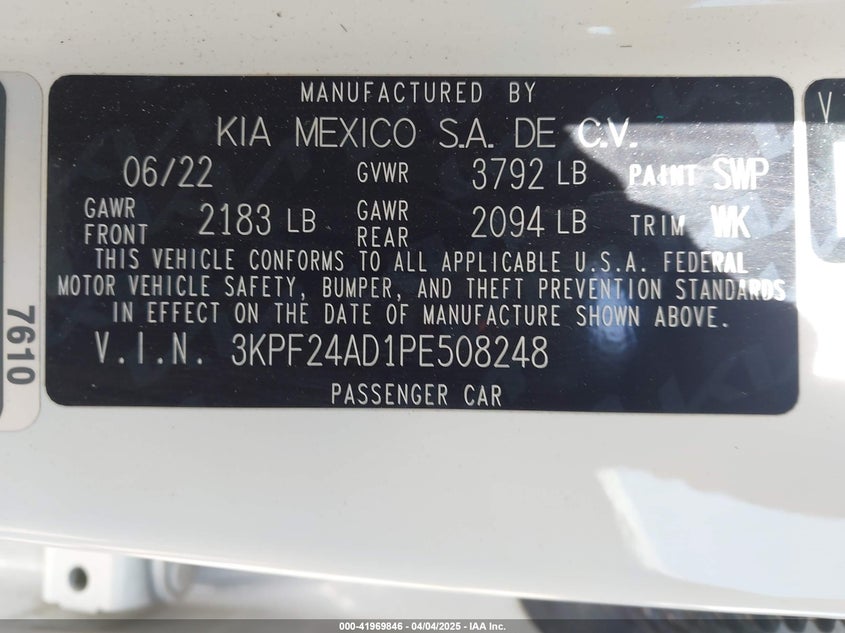 MANUFACTURED BY
KIA MEXICO S.A. DE C.V.
06/22 GVWR 3792 LB PAINT SWP
GAWR FRONT 2183 LB GAWR REAR 2094 LB TRIM WK
THIS VEHICLE CONFORMS TO ALL APPLICABLE U.S.A. FEDERAL
MOTOR VEHICLE SAFETY, BUMPER, AND THEFT PREVENTION STANDARDS
IN EFFECT ON THE DATE OF MANUFACTURE SHOWN ABOVE.
V.I.N. 3KPF24AD1PE508248
PASSENGER CAR
7610
V
000-41969846 - 04/04/2025 - IAA Inc.